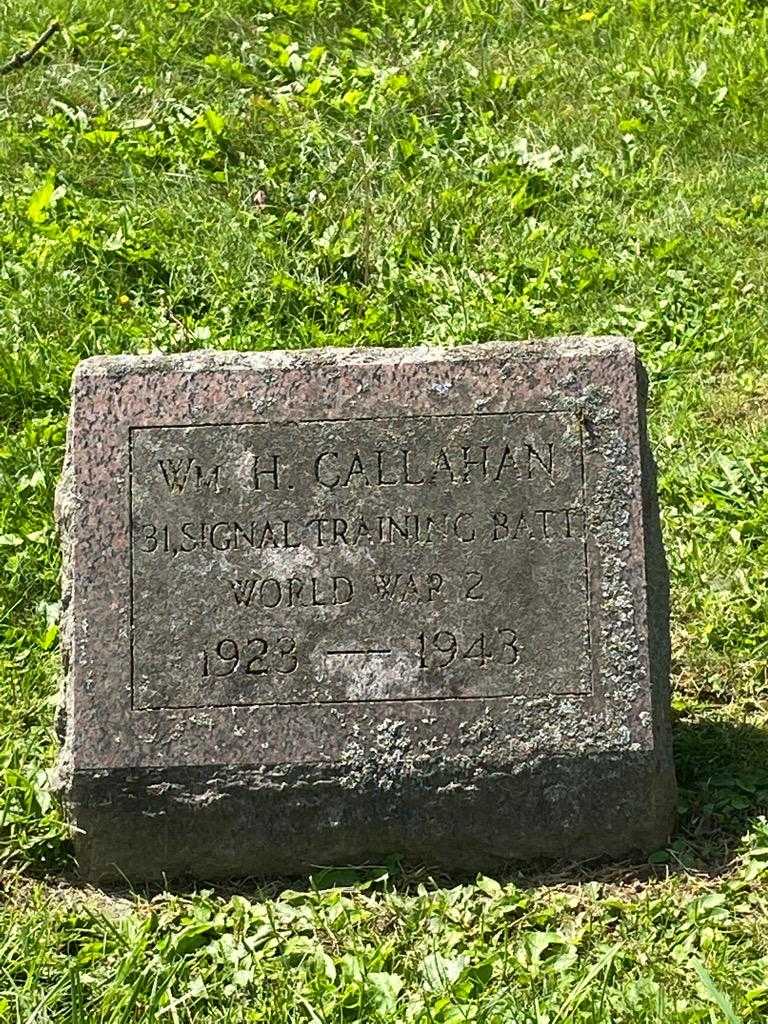 WM. H. CALLAHAN
31, SIGNAL TRAINING BATT.
WORLD WAR 2
1923 — 1943